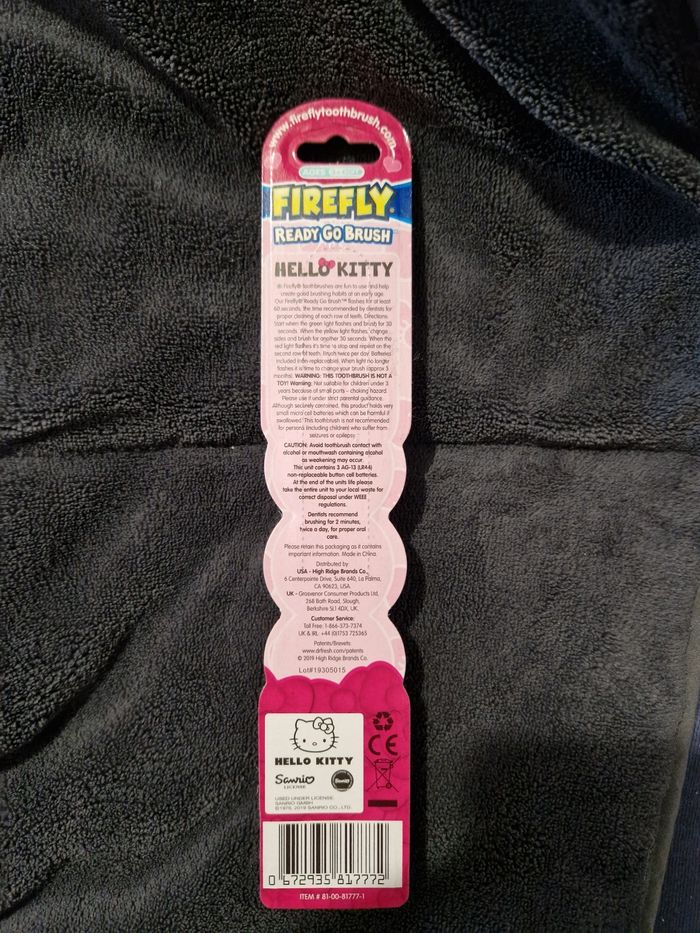 www.fireflytoothbrush.com
AGES
FIREFLY®
READY GO BRUSH
HELLO KITTY
Firefly® toothbrushes are fun to use and help
create good brushing habits at an early age.
Our Firefly® Ready Go Brush™ flashes for at least
60 seconds, the time recommended by dentists for
proper cleaning of each row of teeth. Directions:
Start when the green light flashes and brush for 30
seconds. When the yellow light flashes, change
sides and brush for another 30 seconds. When the
red light flashes it's time to stop and repeat on the
second row of teeth. Brush twice per day. Batteries
included (non-replaceable). When light no longer
flashes it is time to change your brush (approx 3
months). WARNING: THIS TOOTHBRUSH IS NOT A
TOY! Warning: Not suitable for children under 3
years because of small parts - choking hazard.
Please use it under strict parental guidance.
Although securely contained, this product holds very
small micro cell batteries which can be harmful if
swallowed. This toothbrush is not recommended
for persons (including children) who suffer from
seizures or epilepsy.
CAUTION: Avoid toothbrush contact with
alcohol or mouthwash containing alcohol
as weakening may occur.
This unit contains 3 AG-13 (LR44)
non-replaceable button cell batteries.
At the end of the units life please
take the entire unit to your local waste for
correct disposal under WEEE
regulations.
Dentists recommend
brushing for 2 minutes,
twice a day, for proper oral
care.
Please retain this packaging as it contains
important information. Made in China.
Distributed by
USA - High Ridge Brands Co.,
6 Centerpointe Drive, Suite 640, La Palma,
CA 90623, USA
UK - Grosvenor Consumer Products Ltd,
268 Bath Road, Slough,
Berkshire SL1 4DX, UK.
Customer Service:
Toll Free: 1-866-373-7374
UK & IRL: +44 (0)1753 725365
Patents/Brevets:
www.drfresh.com/patents
© 2019 High Ridge Brands Co.
Lot#19305015
HELLO KITTY
Sanrio
LICENSE
Sanrio
USED UNDER LICENSE
SANRIO GMBH
©1976, 2019 SANRIO CO., LTD.
CE
0 672935 817772
ITEM # 81-00-81777-1